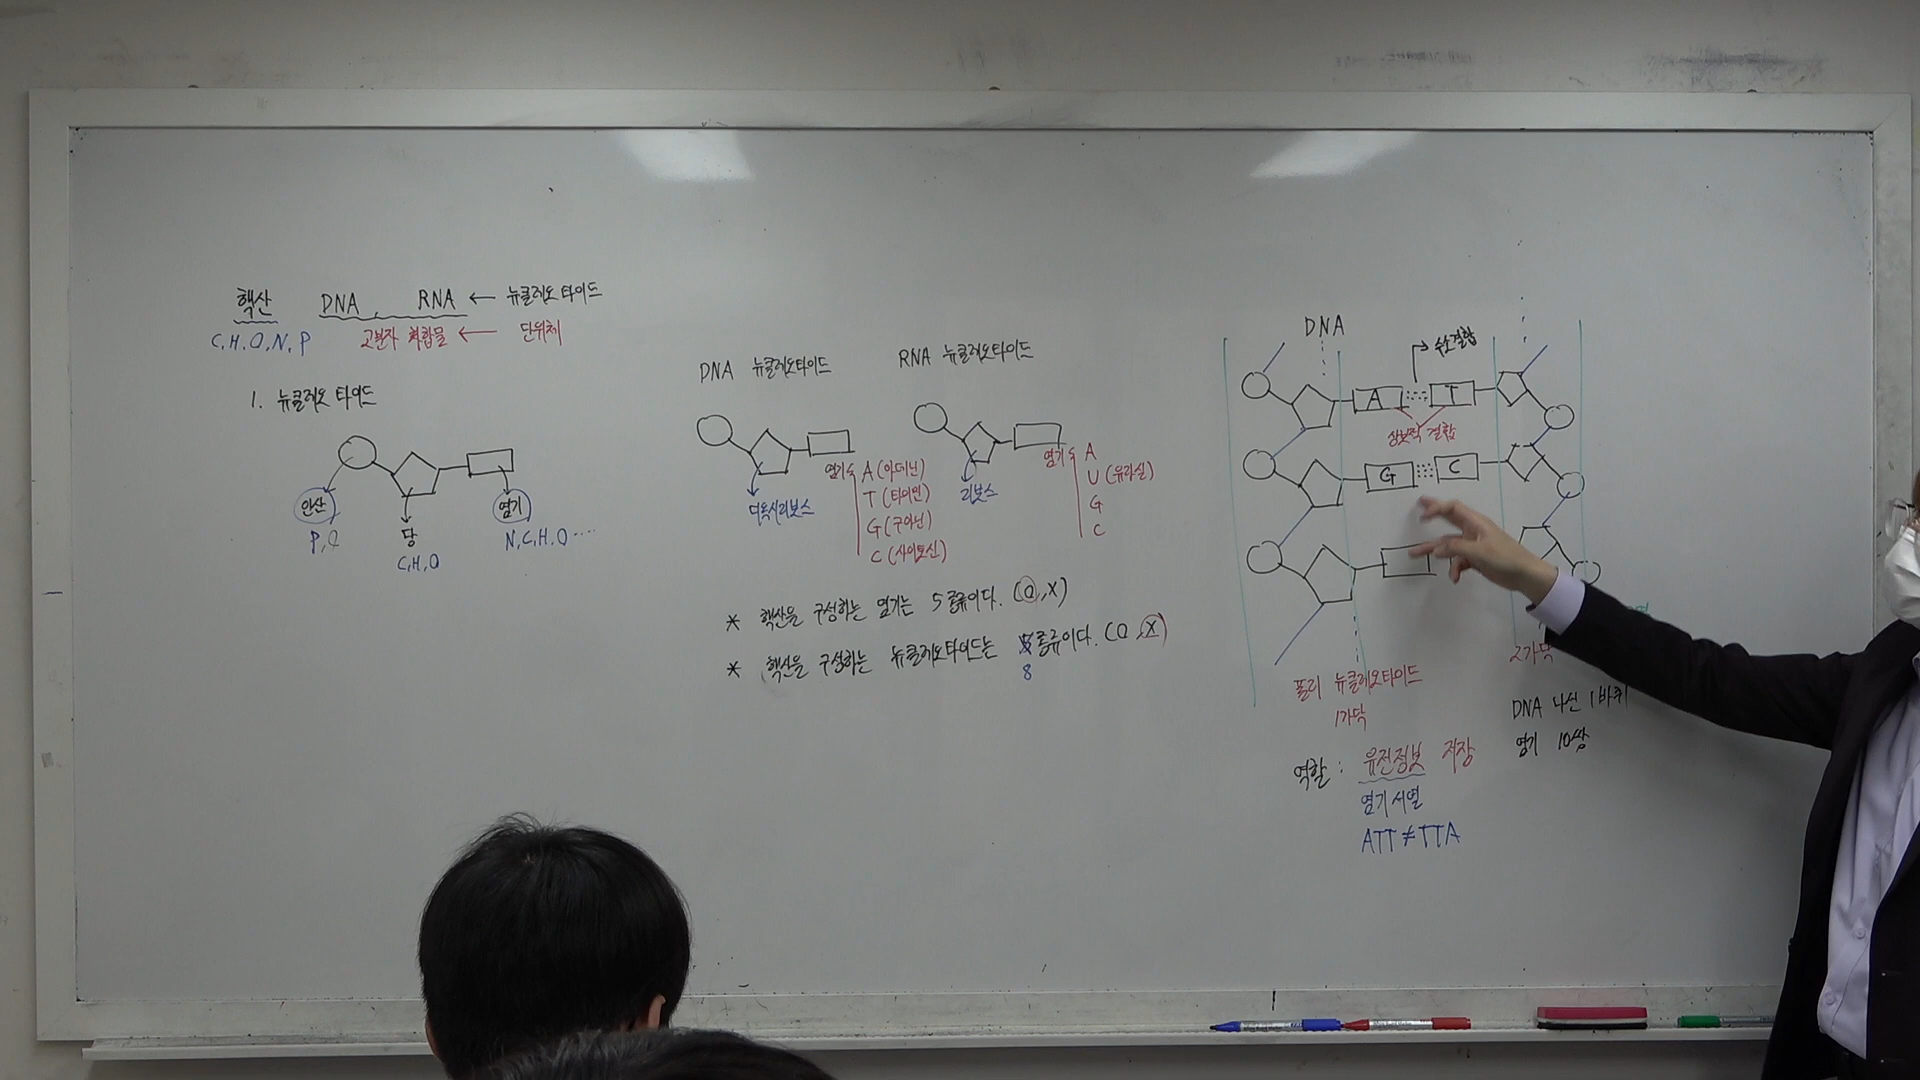 핵산 DNA, RNA ← 뉴클레오타이드
C, H, O, N, P 고분자 화합물 ← 단위체
1. 뉴클레오타이드
인산
P, O
당
C, H, O
염기
N, C, H, O ····
DNA 뉴클레오타이드
디옥시리보스
염기
A (아데닌)
T (타이민)
G (구아닌)
C (사이토신)
RNA 뉴클레오타이드
리보스
염기
A
U (유라실)
G
C
* 핵산을 구성하는 염기는 5종류이다. (O, X)
* 핵산을 구성하는 뉴클레오타이드는 종류이다. (O, X)
8
DNA
수소결합
A T
상보적 결합
G C
폴리 뉴클레오타이드
1가닥
2가닥
DNA 나선 1바퀴
염기 10쌍
역할 : 유전정보 저장
염기서열
ATT ≠ TTA